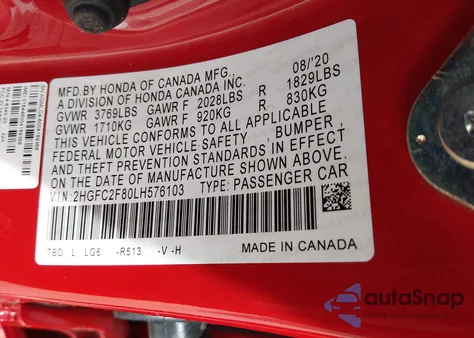 MFD.BY HONDA OF CANADA MFG., 08/'20
A DIVISION OF HONDA CANADA INC.
GVWR 3769LBS GAWR F 2028LBS R 1829LBS
GVWR 1710KG GAWR F 920KG R 830KG
THIS VEHICLE CONFORMS TO ALL APPLICABLE
FEDERAL MOTOR VEHICLE SAFETY, BUMPER,
AND THEFT PREVENTION STANDARDS IN EFFECT
ON THE DATE OF MANUFACTURE SHOWN ABOVE.
V.I.N: 2HGFC2F80LH576103 TYPE: PASSENGER CAR
TBD L LG6 -R513 -V -H
MADE IN CANADA
autoSnap